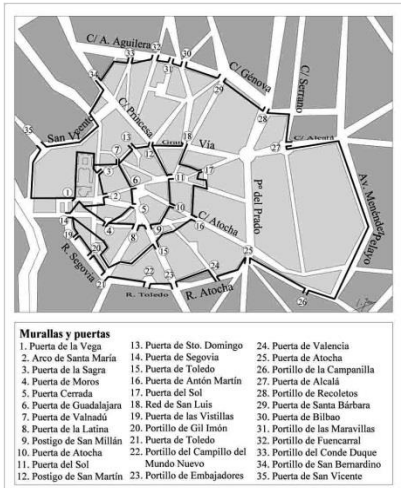 C/ A. Aguilera
C/ Génova
C/ Serrano
C/ Princesa
San Vicente
Gran Vía
C/ Alcalá
Pº del Prado
Av. Menéndez Pelayo
C/ Atocha
R. Segovia
R. Toledo
R. Atocha
Murallas y puertas
1. Puerta de la Vega
2. Arco de Santa María
3. Puerta de la Sagra
4. Puerta de Moros
5. Puerta Cerrada
6. Puerta de Guadalajara
7. Puerta de Valnadú
8. Puerta de la Latina
9. Postigo de San Millán
10. Puerta de Atocha
11. Puerta del Sol
12. Postigo de San Martín
13. Puerta de Sto. Domingo
14. Puerta de Segovia
15. Puerta de Toledo
16. Puerta de Antón Martín
17. Puerta del Sol
18. Red de San Luis
19. Puerta de las Vistillas
20. Portillo de Gil Imón
21. Puerta de Toledo
22. Portillo del Campillo del
Mundo Nuevo
23. Portillo de Embajadores
24. Puerta de Valencia
25. Puerta de Atocha
26. Portillo de la Campanilla
27. Puerta de Alcalá
28. Portillo de Recoletos
29. Puerta de Santa Bárbara
30. Puerta de Bilbao
31. Portillo de las Maravillas
32. Portillo de Fuencarral
33. Portillo del Conde Duque
34. Portillo de San Bernardino
35. Puerta de San Vicente